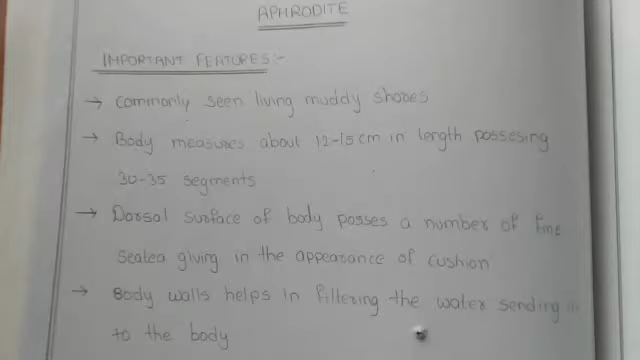 APHRODITE
IMPORTANT FEATURES:-
→ Commonly seen living muddy shores
→ Body measures about 12-15cm in length possesing
30-35 segments
→ Dorsal surface of body posses a number of fine
seatea giving in the appearance of cushion
→ Body walls helps in filtering the water sending in
to the body